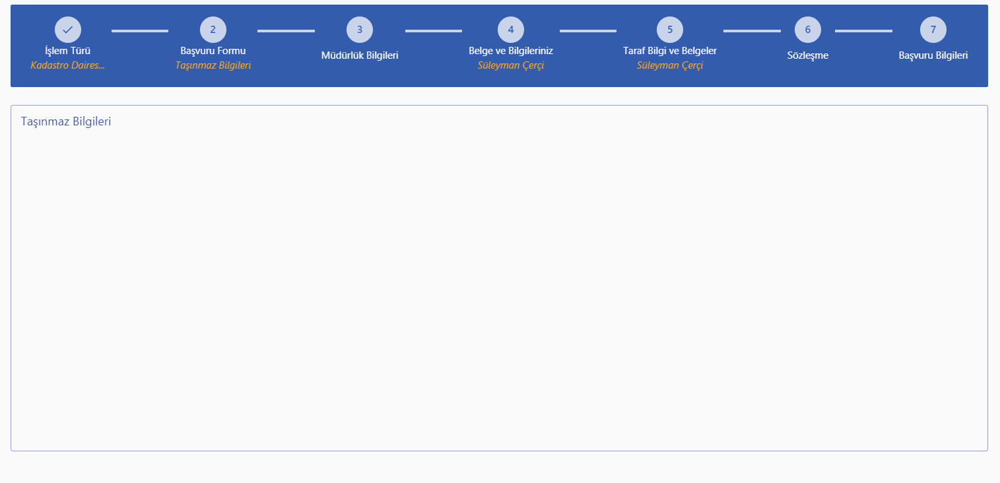 2
3
4
5
6
7
İşlem Türü
Başvuru Formu
Müdürlük Bilgileri
Belge ve Bilgileriniz
Taraf Bilgi ve Belgeler
Sözleşme
Başvuru Bilgileri
Kadastro Daires...
Taşınmaz Bilgileri
Süleyman Çerçi
Süleyman Çerçi
Taşınmaz Bilgileri